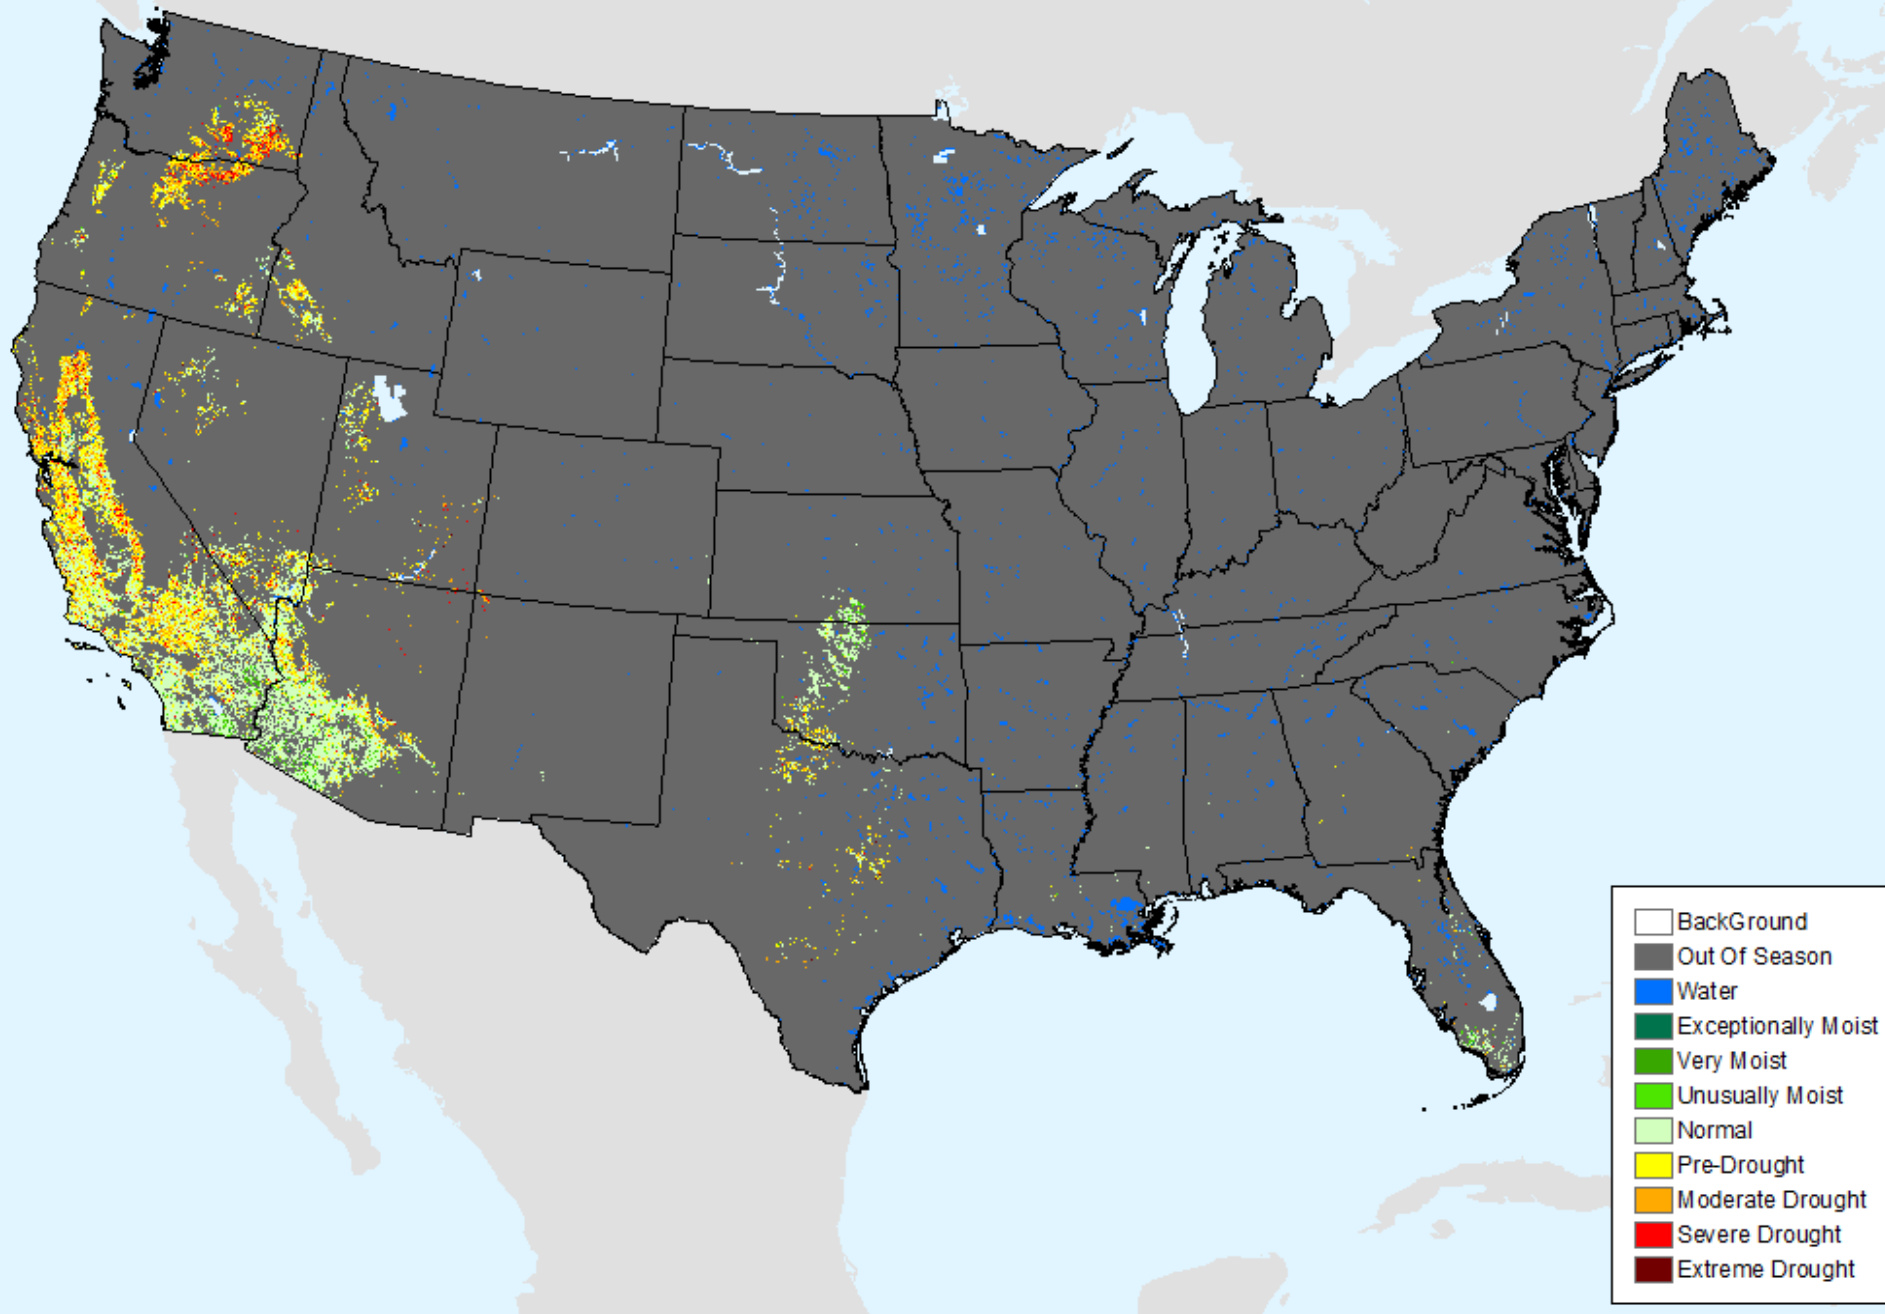 BackGround
Out Of Season
Water
Exceptionally Moist
Very Moist
Unusually Moist
Normal
Pre-Drought
Moderate Drought
Severe Drought
Extreme Drought